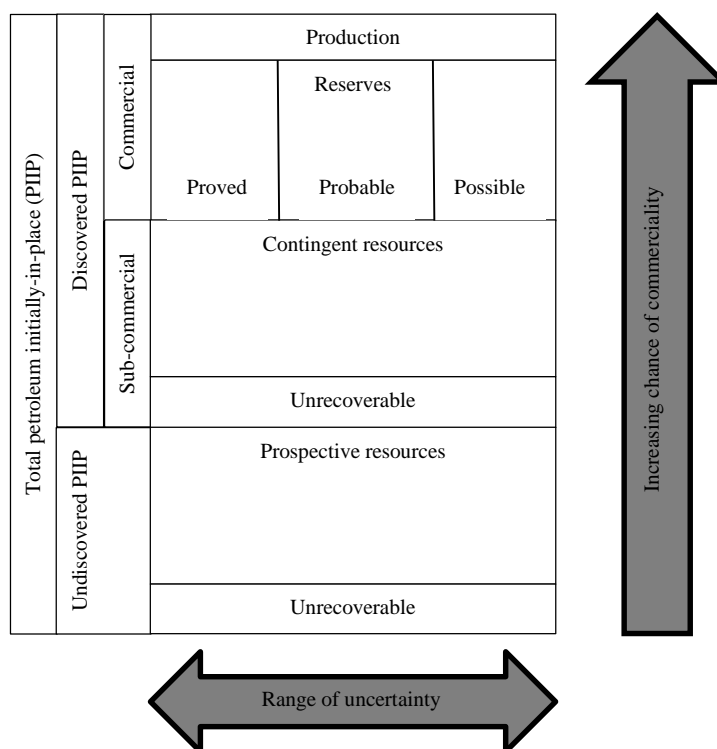 Total petroleum initially-in-place (PIIP)
Discovered PIIP
Commercial
Production
Reserves
Proved
Probable
Possible
Sub-commercial
Contingent resources
Unrecoverable
Undiscovered PIIP
Prospective resources
Unrecoverable
Increasing chance of commerciality
Range of uncertainty